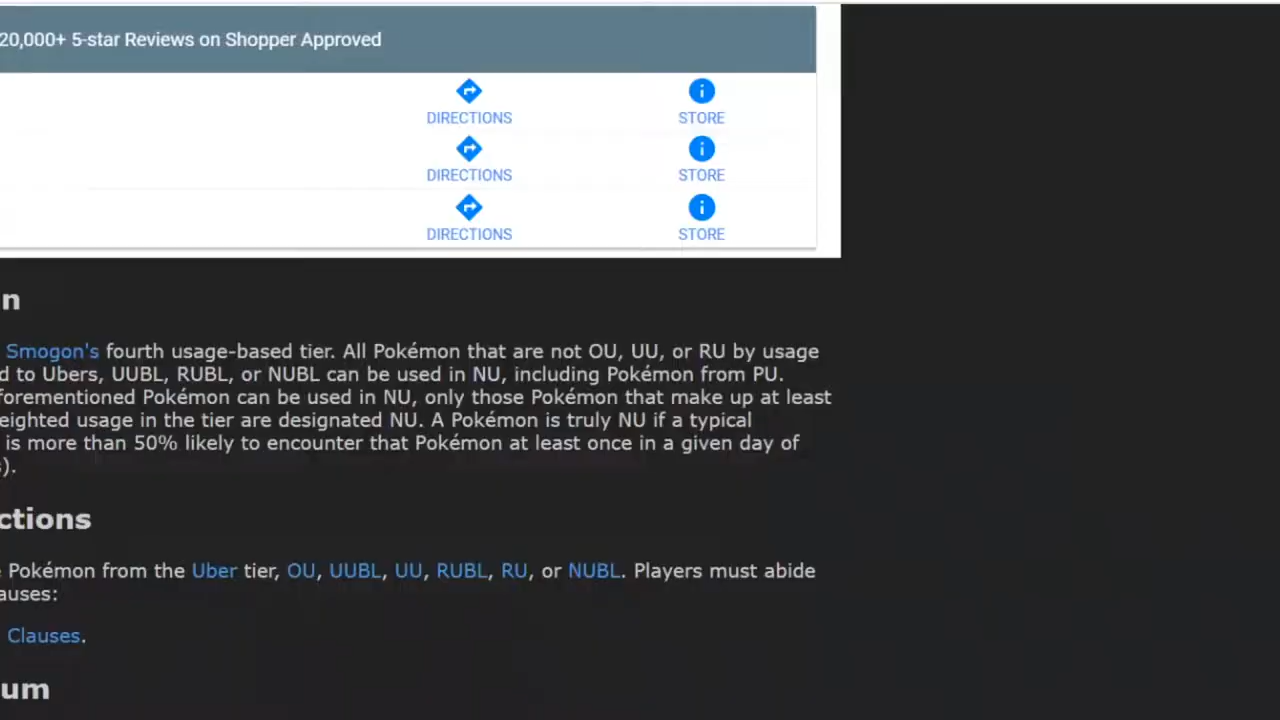 20,000+ 5-star Reviews on Shopper Approved
DIRECTIONS STORE
DIRECTIONS STORE
DIRECTIONS STORE
n
Smogon's fourth usage-based tier. All Pokémon that are not OU, UU, or RU by usage
d to Ubers, UUBL, RUBL, or NUBL can be used in NU, including Pokémon from PU.
forementioned Pokémon can be used in NU, only those Pokémon that make up at least
eighted usage in the tier are designated NU. A Pokémon is truly NU if a typical
is more than 50% likely to encounter that Pokémon at least once in a given day of
).
ctions
Pokémon from the Uber tier, OU, UUBL, UU, RUBL, RU, or NUBL. Players must abide
auses:
Clauses.
um